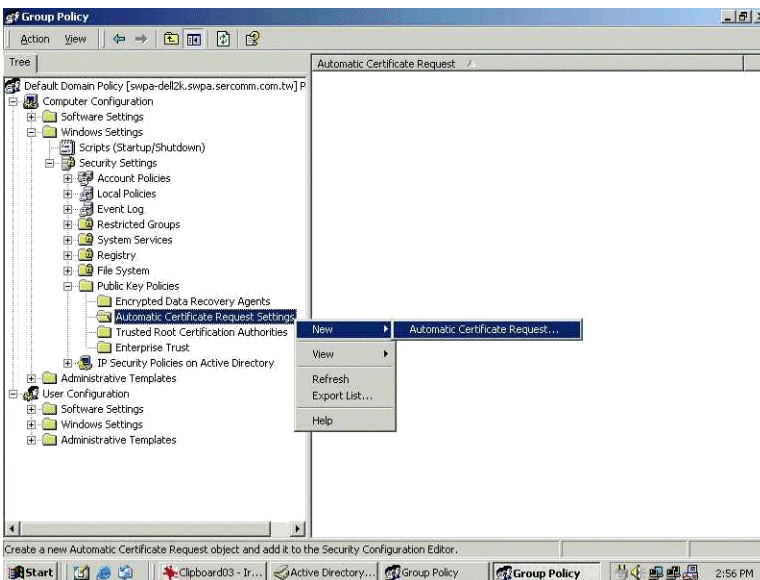 Group Policy
Action View
Tree
Automatic Certificate Request
Default Domain Policy [swpa-dell2k.swpa.sercomm.com.tw] P
Computer Configuration
Software Settings
Windows Settings
Scripts (Startup/Shutdown)
Security Settings
Account Policies
Local Policies
Event Log
Restricted Groups
System Services
Registry
File System
Public Key Policies
Encrypted Data Recovery Agents
Automatic Certificate Request Settings
Trusted Root Certification Authorities
Enterprise Trust
IP Security Policies on Active Directory
Administrative Templates
User Configuration
Software Settings
Windows Settings
Administrative Templates
New
Automatic Certificate Request...
View
Refresh
Export List...
Help
Create a new Automatic Certificate Request object and add it to the Security Configuration Editor.
Start Clipboard03 - Ir... Active Directory... Group Policy Group Policy 2:56 PM